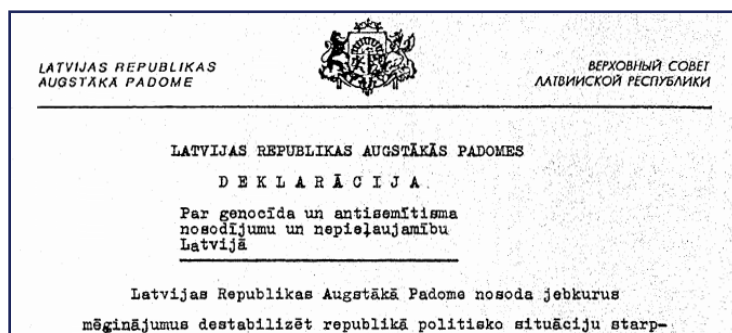 LATVIJAS REPUBLIKAS
AUGSTĀKĀ PADOME
ВЕРХОВНЫЙ СОВЕТ
ЛАТВИЙСКОЙ РЕСПУБЛИКИ
LATVIJAS REPUBLIKAS AUGSTĀKĀS PADOMES
DEKLARĀCIJA
Par genocīda un antisemītisma
nosodījumu un nepieļaujamību
Latvijā
Latvijas Republikas Augstākā Padome nosoda jebkurus
mēģinājumus destabilizēt republikā politisko situāciju starp-